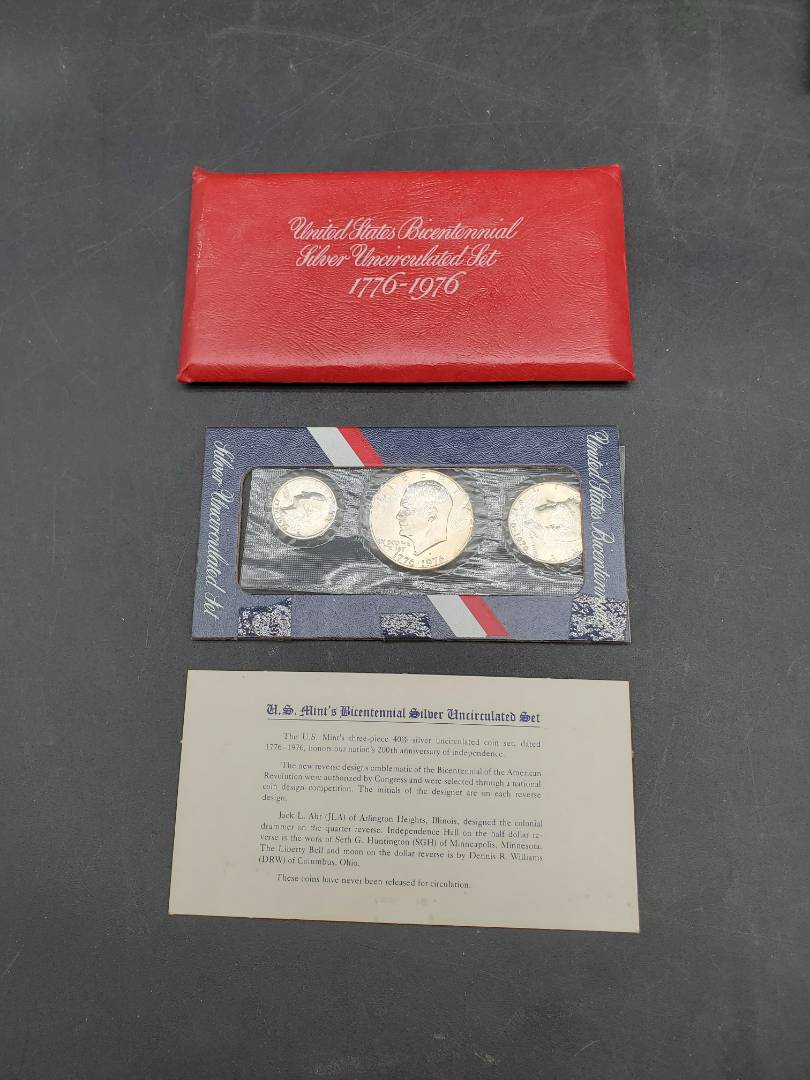 United States Bicentennial
Silver Uncirculated Set
1776-1976
Silver Uncirculated Set
United States Bicentennial
LIBERTY
IN GOD WE
TRUST
1776-1976
U.S. Mint's Bicentennial Silver Uncirculated Set
The U.S. Mint's three-piece 40% silver uncirculated coin set, dated
1776-1976, honors our nation's 200th anniversary of independence.
The new reverse designs emblematic of the Bicentennial of the American
Revolution were authorized by Congress and were selected through a national
coin design competition. The initials of the designer are on each reverse
design.
Jack L. Ahr (JLA) of Arlington Heights, Illinois, designed the colonial
drummer on the quarter reverse. Independence Hall on the half dollar re-
verse is the work of Seth G. Huntington (SGH) of Minneapolis, Minnesota.
The Liberty Bell and moon on the dollar reverse is by Dennis R. Williams
(DRW) of Columbus, Ohio.
These coins have never been released for circulation.